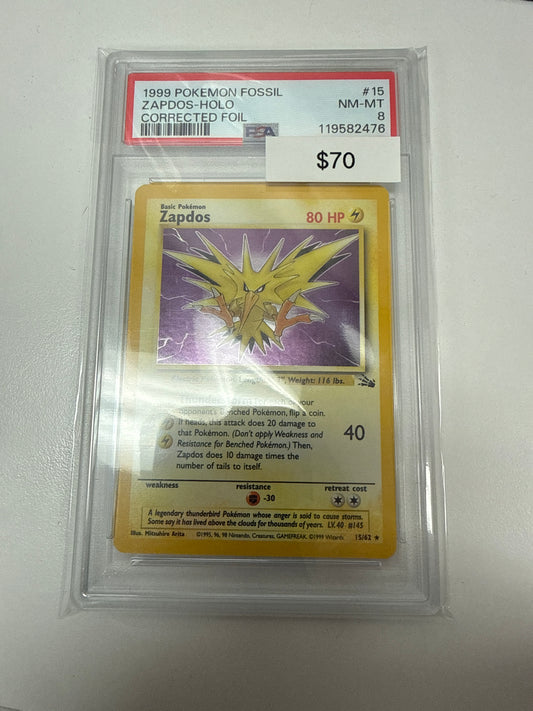 1999 POKEMON FOSSIL #15
ZAPDOS-HOLO NM-MT
CORRECTED FOIL 8
PSA 119582476
$70
Basic Pokémon
Zapdos 80 HP
Weight: 116 lbs.
your
opponent's Benched Pokémon, flip a coin.
If heads, this attack does 20 damage to
that Pokémon. (Don't apply Weakness and
Resistance for Benched Pokémon.) Then,
Zapdos does 10 damage times the
number of tails to itself.
40
weakness resistance retreat cost
-30
A legendary thunderbird Pokémon whose anger is said to cause storms.
Some say it has lived above the clouds for thousands of years. LV. 40 #145
Illus. Mitsuhiro Arita ©1995, 96, 98 Nintendo, Creatures, GAMEFREAK. ©1999 Wizards. 15/62 ★